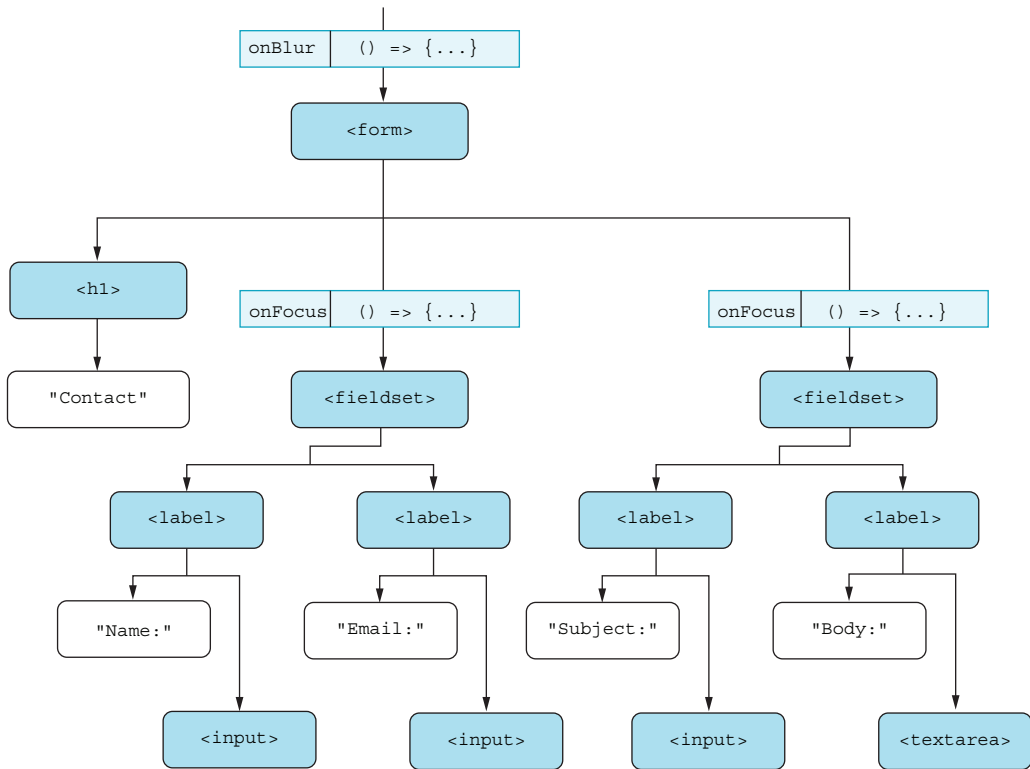 onBlur () => {...}
<form>
<h1>
onFocus () => {...}
onFocus () => {...}
"Contact"
<fieldset>
<fieldset>
<label>
<label>
<label>
<label>
"Name:"
"Email:"
"Subject:"
"Body:"
<input>
<input>
<input>
<textarea>